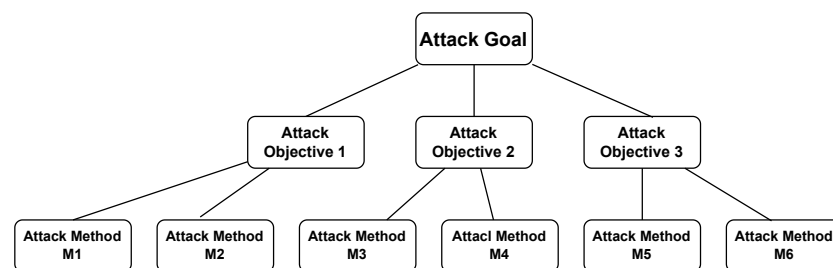 Attack Goal
Attack
Objective 1
Attack
Objective 2
Attack
Objective 3
Attack Method
M1
Attack Method
M2
Attack Method
M3
Attacl Method
M4
Attack Method
M5
Attack Method
M6